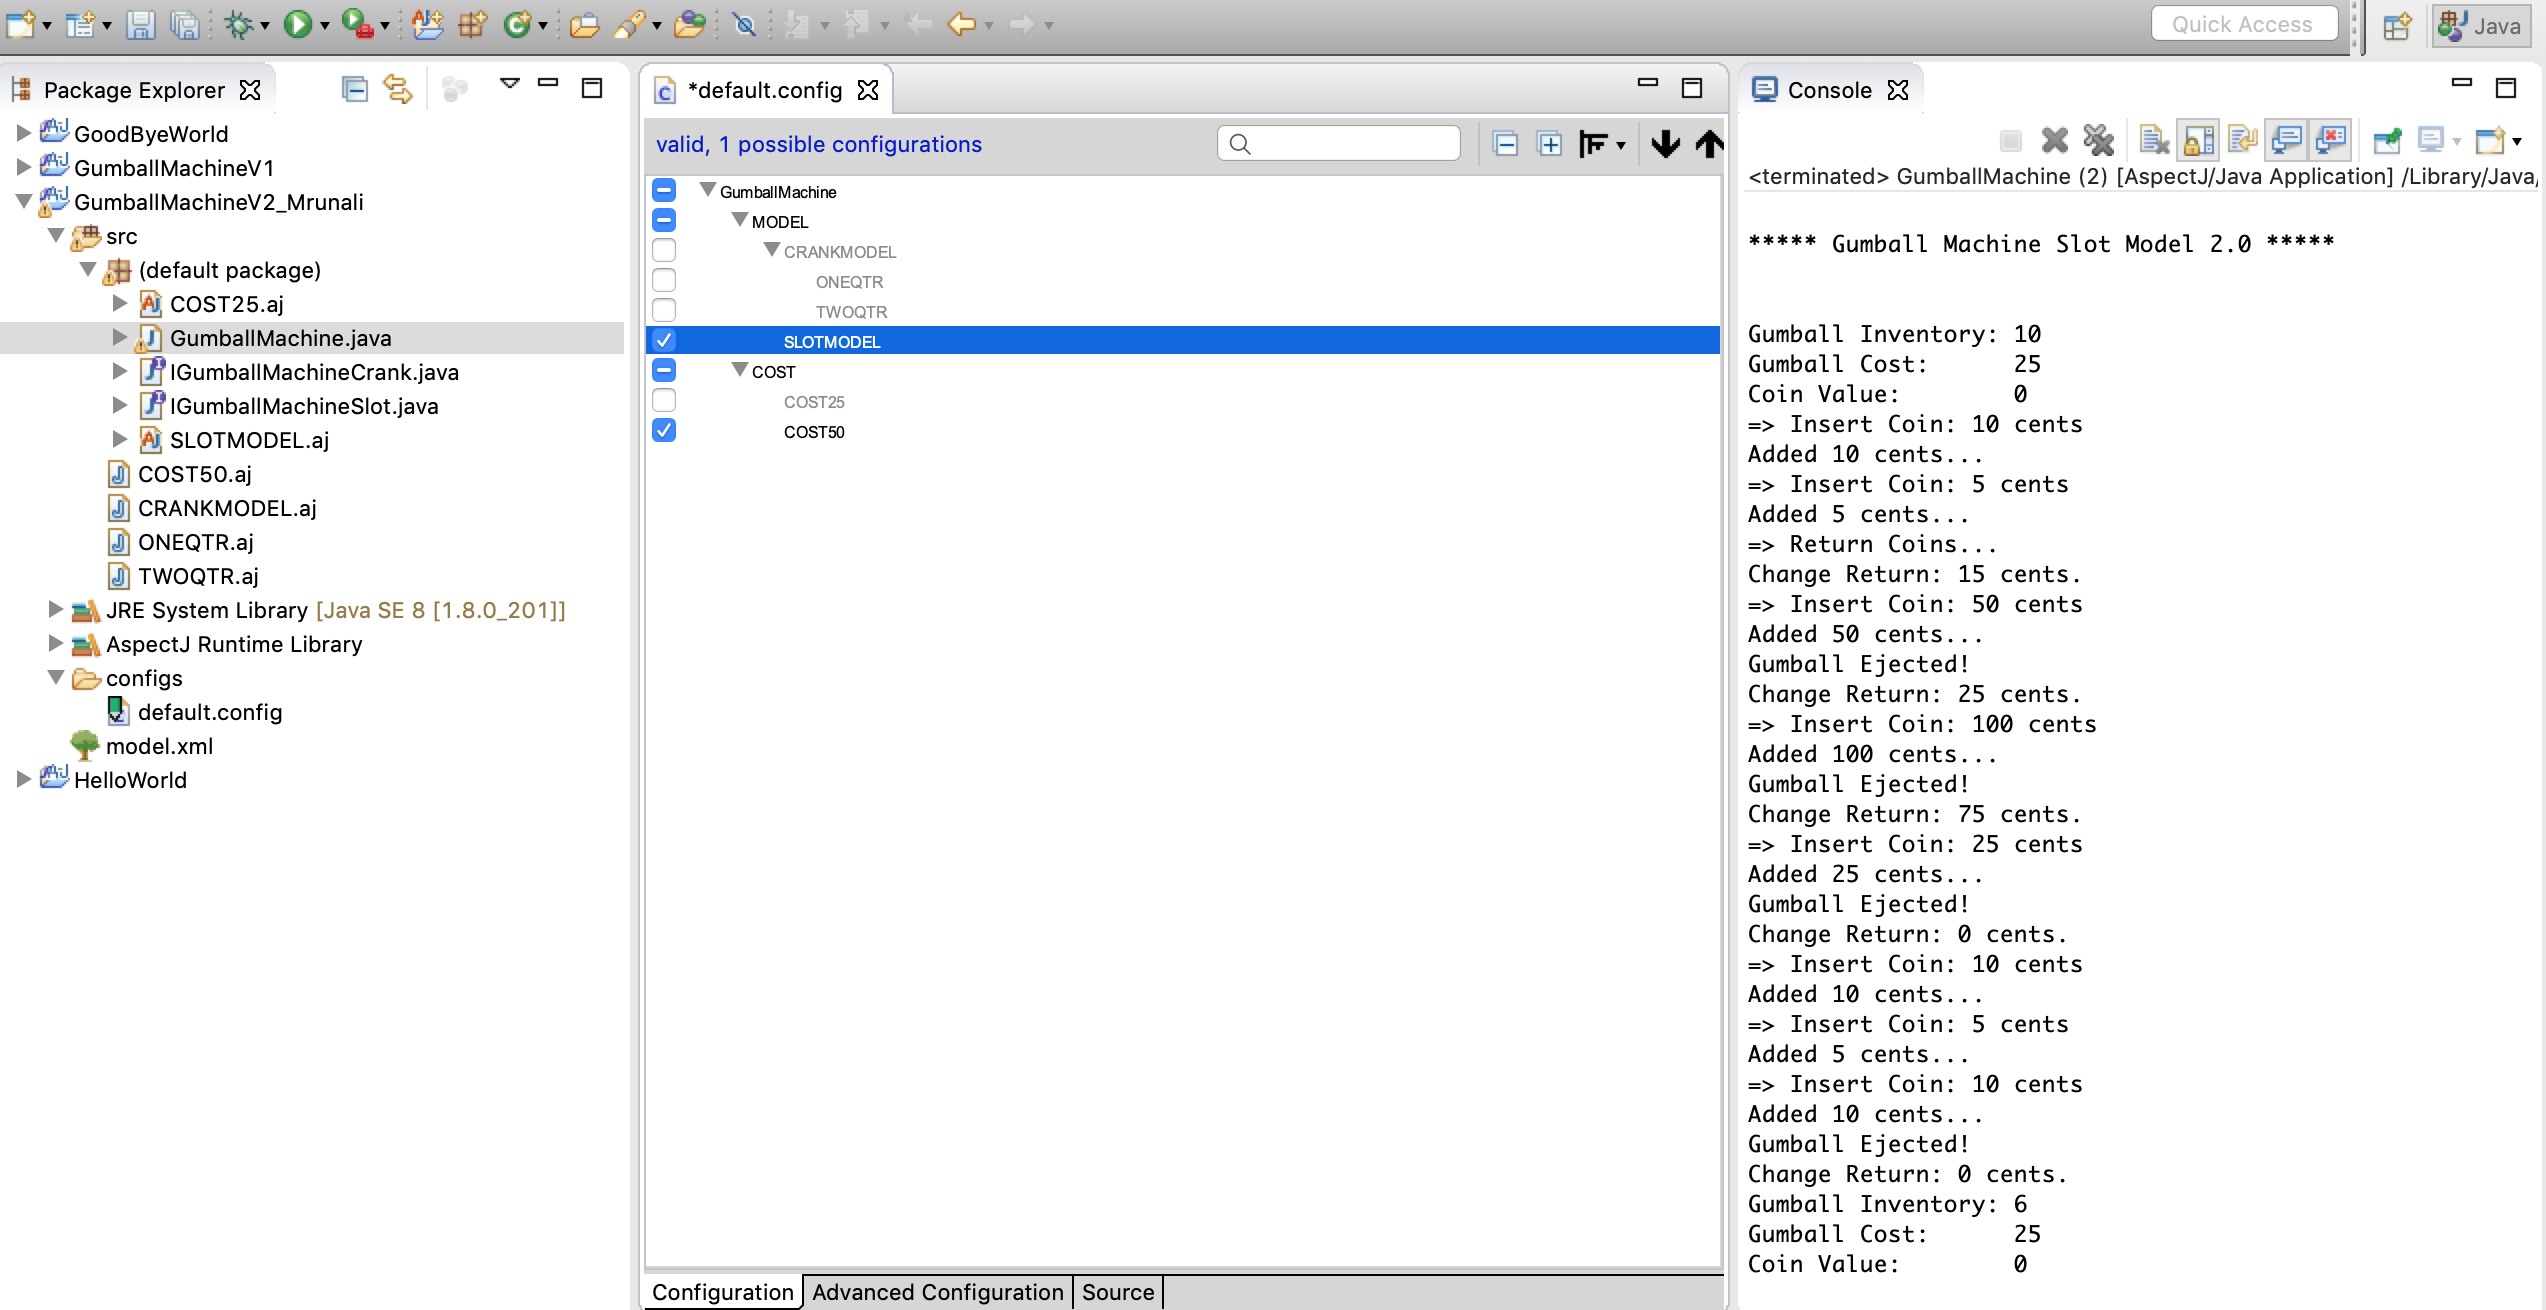 Quick Access
Java
Package Explorer
GoodByeWorld
GumballMachineV1
GumballMachineV2_Mrunali
src
(default package)
COST25.aj
GumballMachine.java
IGumballMachineCrank.java
IGumballMachineSlot.java
SLOTMODEL.aj
COST50.aj
CRANKMODEL.aj
ONEQTR.aj
TWOQTR.aj
JRE System Library [Java SE 8 [1.8.0_201]]
AspectJ Runtime Library
configs
default.config
model.xml
HelloWorld
*default.config
valid, 1 possible configurations
GumballMachine
MODEL
CRANKMODEL
ONEQTR
TWOQTR
SLOTMODEL
COST
COST25
COST50
Configuration
Advanced Configuration
Source
Console
<terminated> GumballMachine (2) [AspectJ/Java Application] /Library/Java/
***** Gumball Machine Slot Model 2.0 *****
Gumball Inventory: 10
Gumball Cost: 25
Coin Value: 0
=> Insert Coin: 10 cents
Added 10 cents...
=> Insert Coin: 5 cents
Added 5 cents...
=> Return Coins...
Change Return: 15 cents.
=> Insert Coin: 50 cents
Added 50 cents...
Gumball Ejected!
Change Return: 25 cents.
=> Insert Coin: 100 cents
Added 100 cents...
Gumball Ejected!
Change Return: 75 cents.
=> Insert Coin: 25 cents
Added 25 cents...
Gumball Ejected!
Change Return: 0 cents.
=> Insert Coin: 10 cents
Added 10 cents...
=> Insert Coin: 5 cents
Added 5 cents...
=> Insert Coin: 10 cents
Added 10 cents...
Gumball Ejected!
Change Return: 0 cents.
Gumball Inventory: 6
Gumball Cost: 25
Coin Value: 0